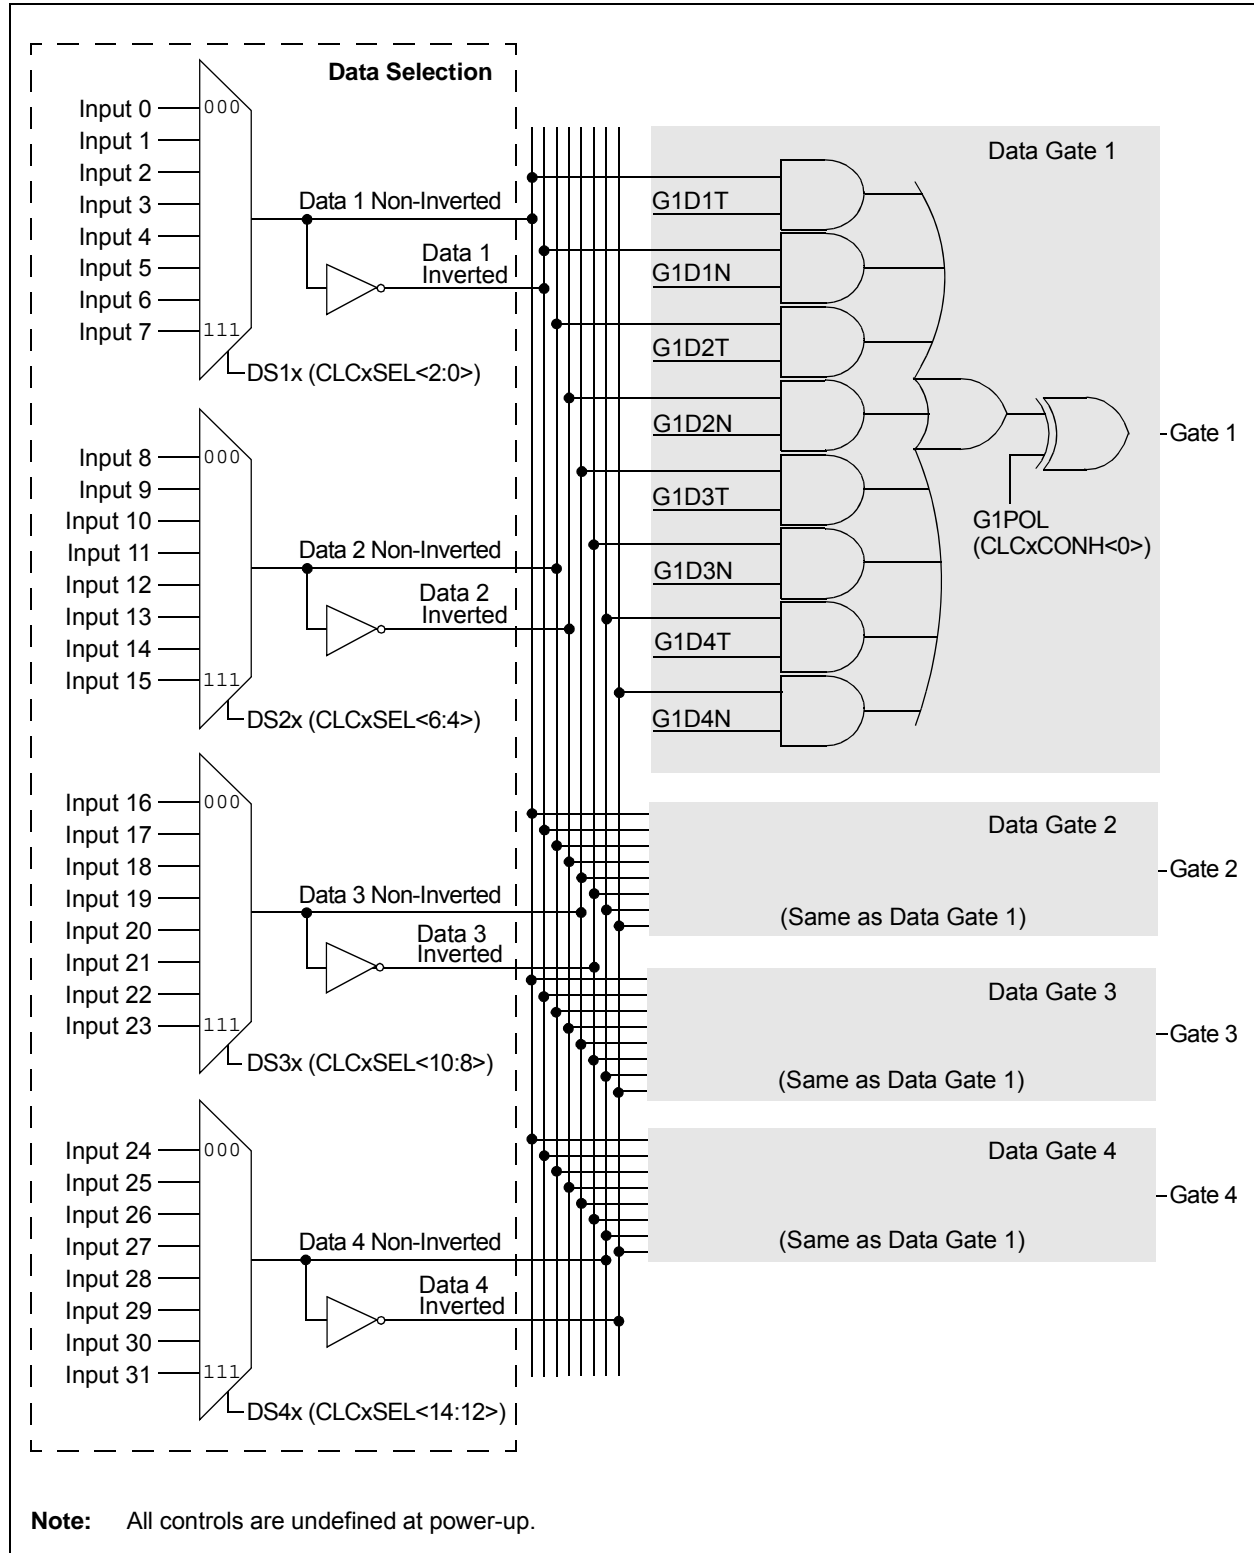 Data Selection
Input 0
000
Input 1
Input 2
Input 3
Input 4
Input 5
Input 6
Input 7
111
Data 1 Non-Inverted
Data 1
Inverted
DS1x (CLCxSEL<2:0>)
Input 8
000
Input 9
Input 10
Input 11
Input 12
Input 13
Input 14
Input 15
111
Data 2 Non-Inverted
Data 2
Inverted
DS2x (CLCxSEL<6:4>)
Input 16
000
Input 17
Input 18
Input 19
Input 20
Input 21
Input 22
Input 23
111
Data 3 Non-Inverted
Data 3
Inverted
DS3x (CLCxSEL<10:8>)
Input 24
000
Input 25
Input 26
Input 27
Input 28
Input 29
Input 30
Input 31
111
Data 4 Non-Inverted
Data 4
Inverted
DS4x (CLCxSEL<14:12>)
Data Gate 1
G1D1T
G1D1N
G1D2T
G1D2N
G1D3T
G1D3N
G1D4T
G1D4N
G1POL
(CLCxCONH<0>)
Gate 1
Data Gate 2
Gate 2
(Same as Data Gate 1)
Data Gate 3
Gate 3
(Same as Data Gate 1)
Data Gate 4
Gate 4
(Same as Data Gate 1)
Note: All controls are undefined at power-up.